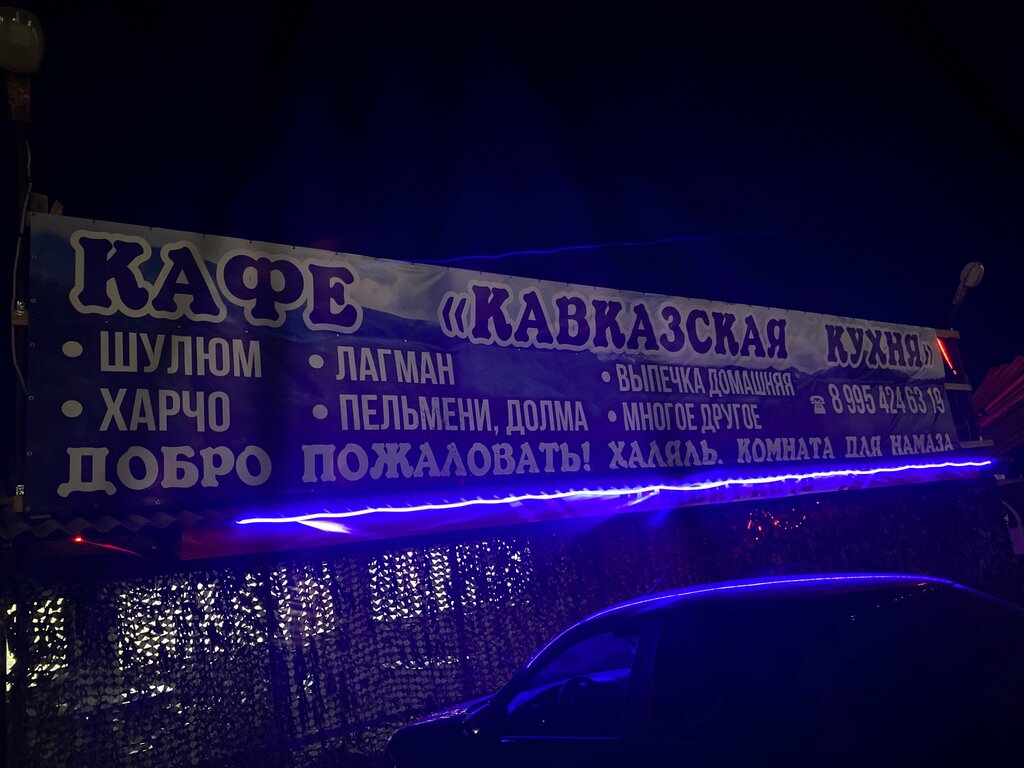 КАФЕ «КАВКАЗСКАЯ КУХНЯ»
• ШУЛЮМ • ЛАГМАН • ВЫПЕЧКА ДОМАШНЯЯ
• ХАРЧО • ПЕЛЬМЕНИ, ДОЛМА • МНОГОЕ ДРУГОЕ ☎ 8 995 424 63 19
ДОБРО ПОЖАЛОВАТЬ! ХАЛЯЛЬ. КОМНАТА ДЛЯ НАМАЗА